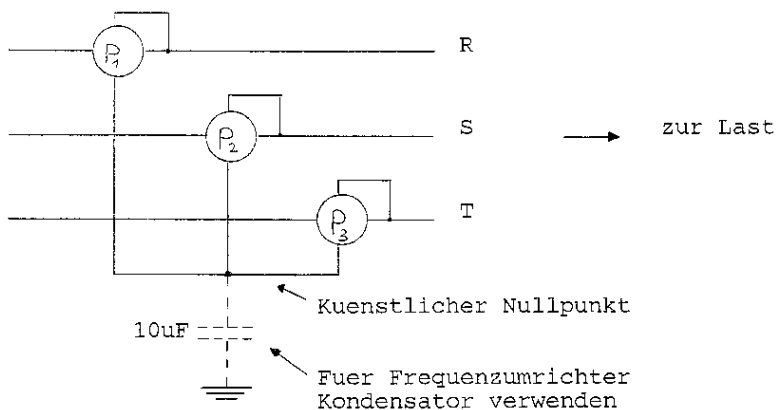 P1
R
P2
S
zur Last
P3
T
Kuenstlicher Nullpunkt
10uF
Fuer Frequenzumrichter
Kondensator verwenden